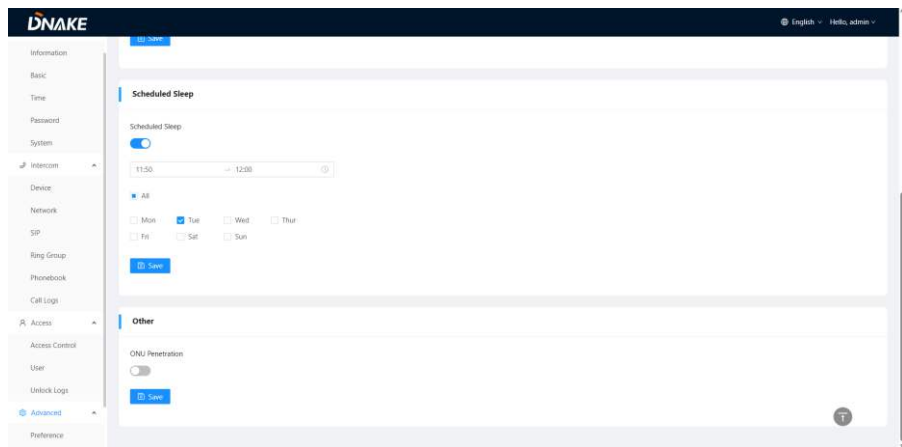 DNAKE
English
Hello, admin
Information
Basic
Time
Password
System
Intercom
Device
Network
SIP
Ring Group
Phonebook
Call Logs
Access
Access Control
User
Unlock Logs
Advanced
Preference
Save
Scheduled Sleep
Scheduled Sleep
11:50 → 12:00
All
Mon Tue Wed Thur
Fri Sat Sun
Save
Other
ONU Penetration
Save